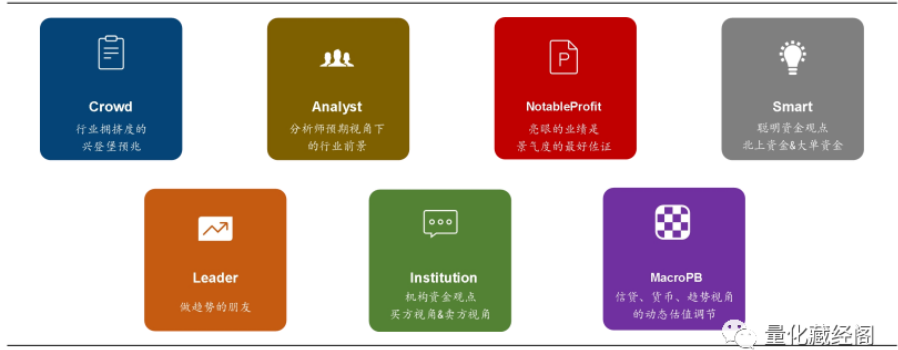 Crowd
行业拥挤度的
兴登堡预兆
Analyst
分析师预期视角下
的行业前景
P
NotableProfit
亮眼的业绩是
景气度的最好佐证
Smart
聪明资金观点
北上资金&大单资金
Leader
做趋势的朋友
Institution
机构资金观点
买方视角&卖方视角
MacroPB
信贷、货币、趋势视角
的动态估值调节
量化藏经阁